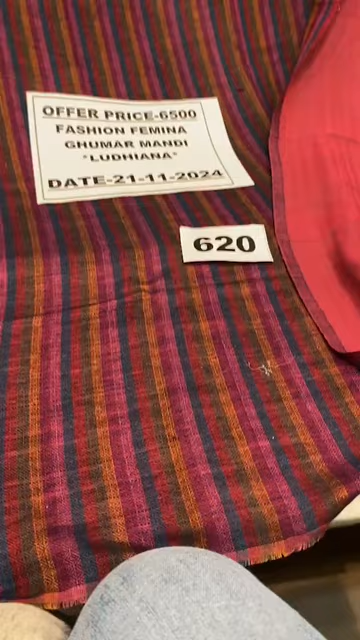 OFFER PRICE-6500
FASHION FEMINA
GHUMAR MANDI
"LUDHIANA"
DATE-21-11-2024
620